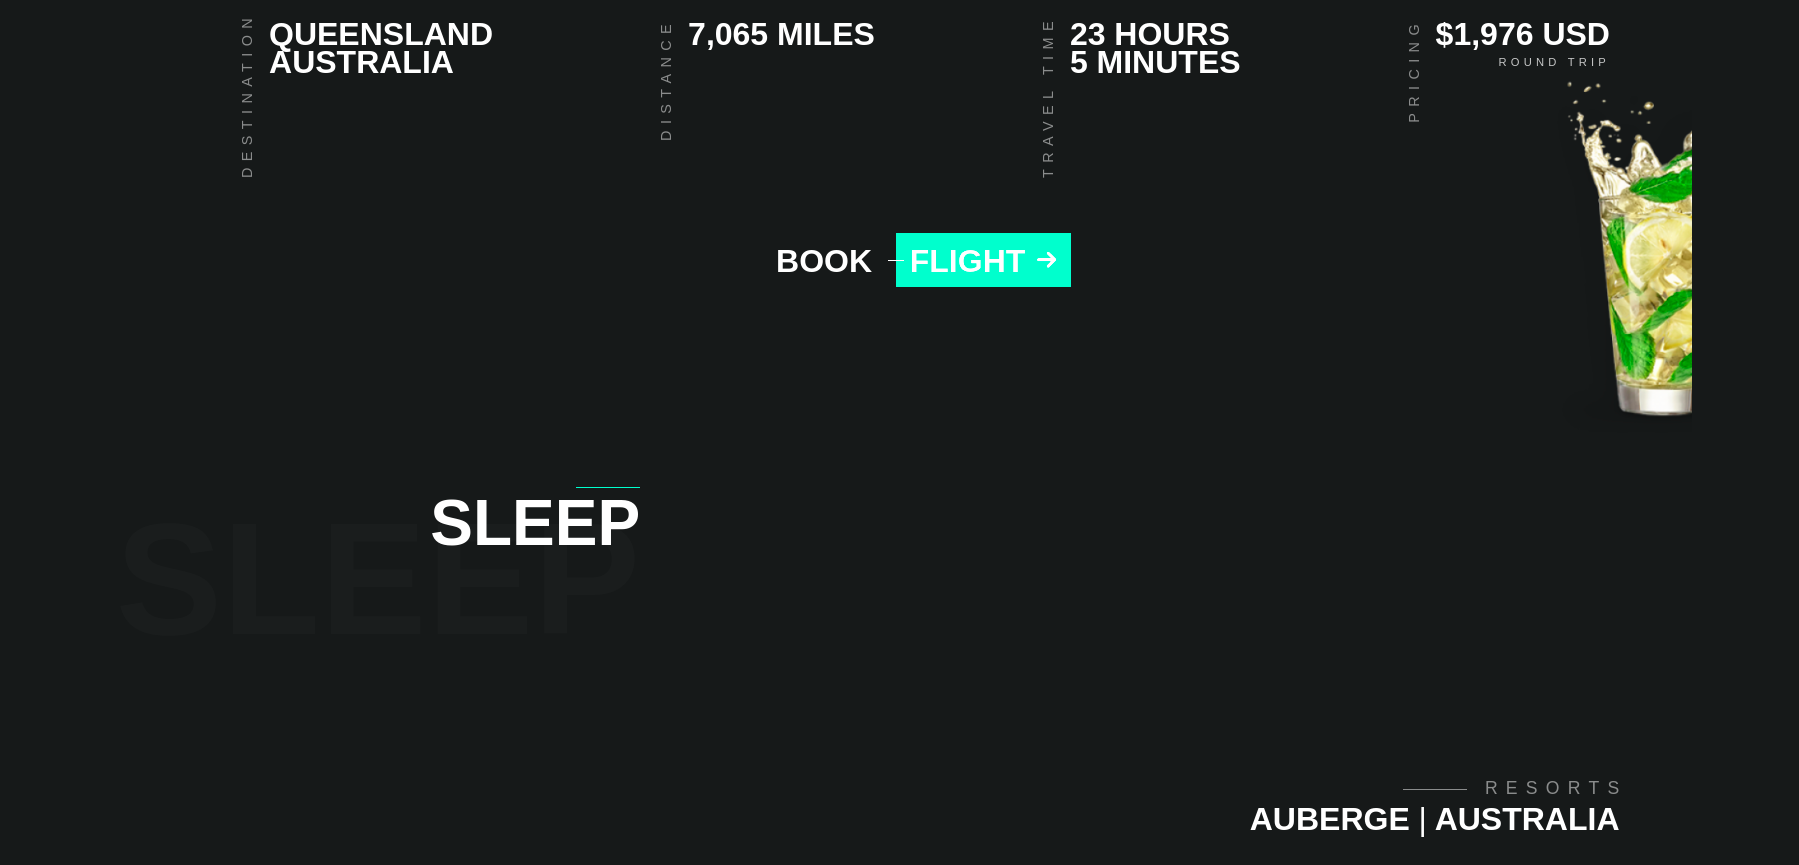 DESTINATION
QUEENSLAND
AUSTRALIA
DISTANCE
7,065 MILES
TRAVEL TIME
23 HOURS
5 MINUTES
PRICING
$1,976 USD
ROUND TRIP
BOOK
FLIGHT →
SLEEP
SLEEP
RESORTS
AUBERGE | AUSTRALIA